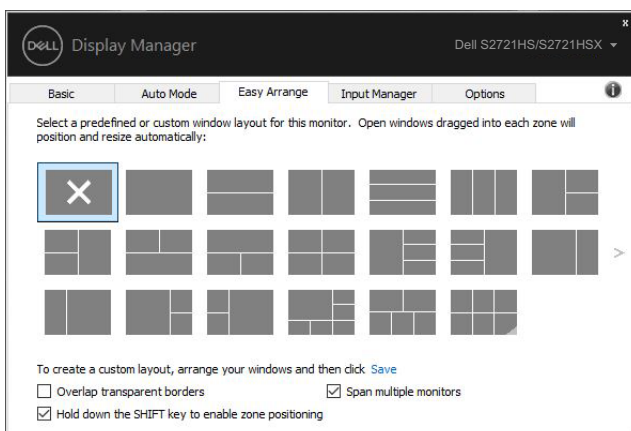 x
DELL Display Manager Dell S2721HS/S2721HSX
Basic Auto Mode Easy Arrange Input Manager Options i
Select a predefined or custom window layout for this monitor. Open windows dragged into each zone will
position and resize automatically:
>
To create a custom layout, arrange your windows and then click Save
Overlap transparent borders Span multiple monitors
Hold down the SHIFT key to enable zone positioning